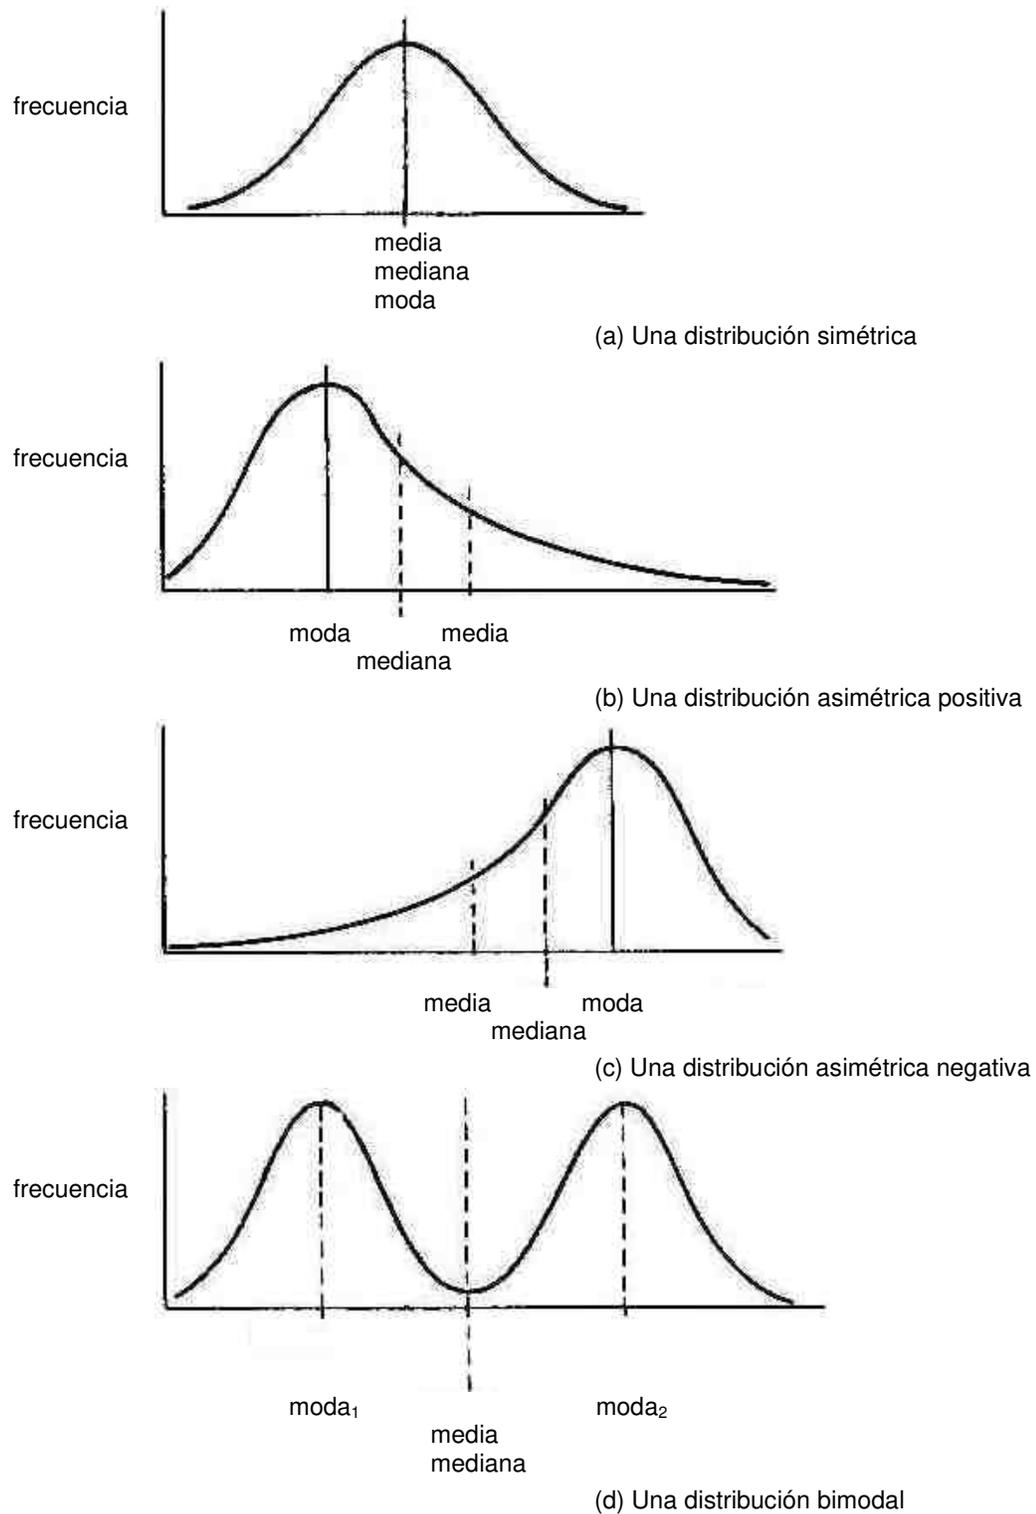 frecuencia
media
mediana
moda
(a) Una distribución simétrica
frecuencia
moda media
mediana
(b) Una distribución asimétrica positiva
frecuencia
media moda
mediana
(c) Una distribución asimétrica negativa
frecuencia
moda₁ moda₂
media
mediana
(d) Una distribución bimodal